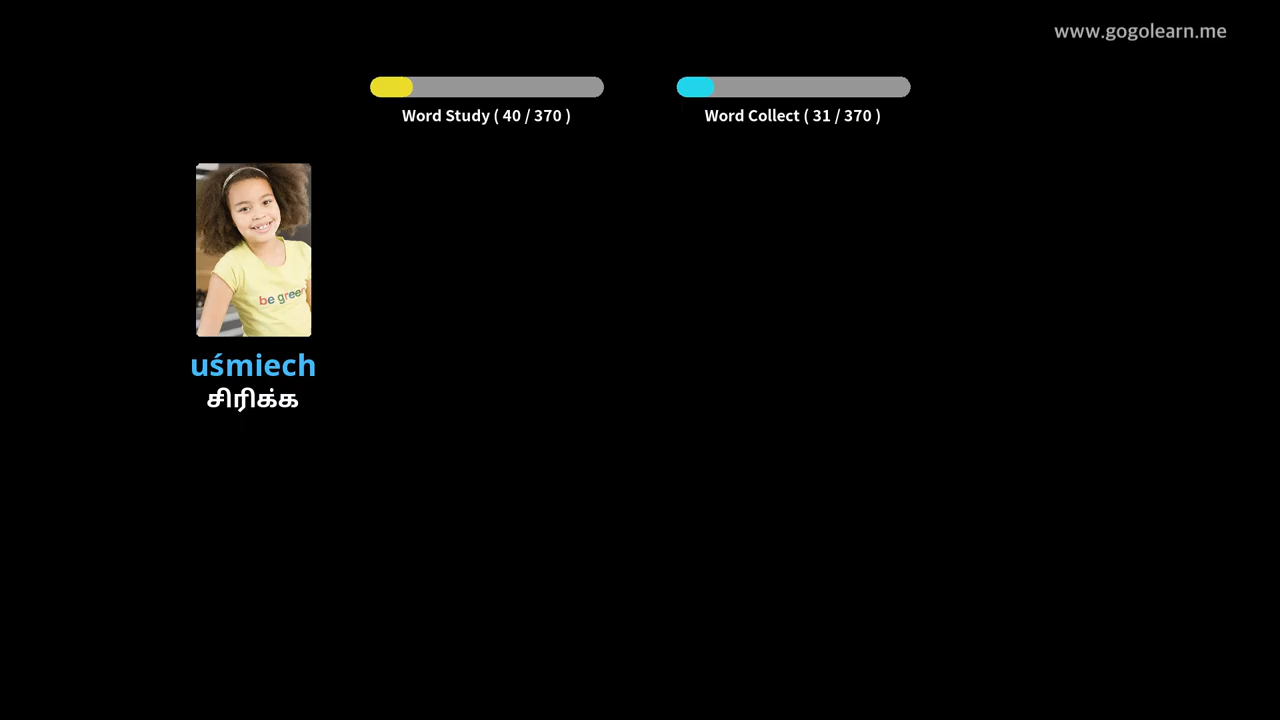 www.gogolearn.me
Word Study ( 40 / 370 )
Word Collect ( 31 / 370 )
be green
uśmiech
சிரிக்க